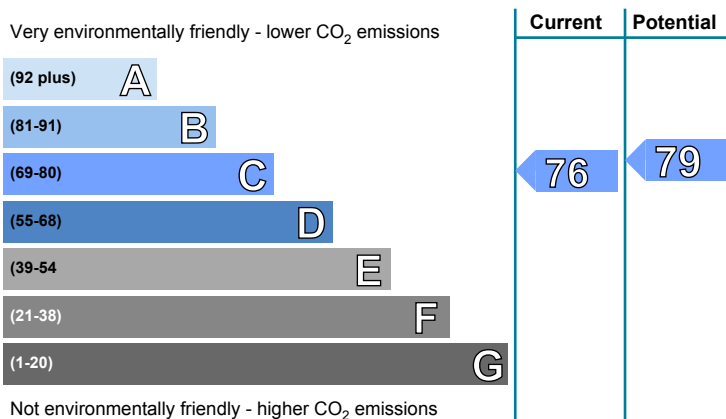 Current Potential
Very environmentally friendly - lower CO2 emissions
(92 plus) A
(81-91) B
(69-80) C 76 79
(55-68) D
(39-54 E
(21-38) F
(1-20) G
Not environmentally friendly - higher CO2 emissions